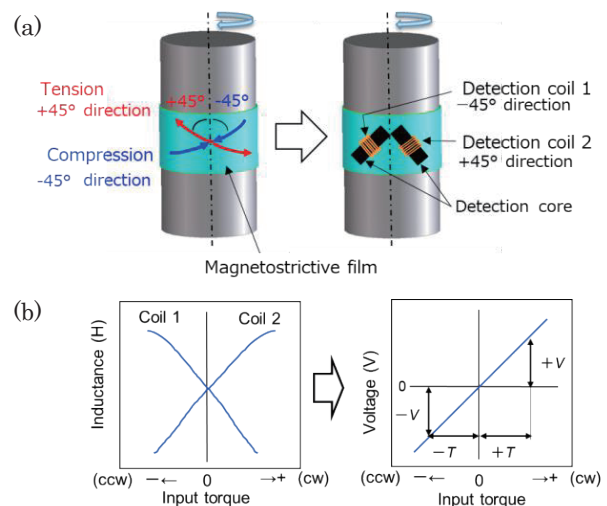 (a)
Tension
+45° direction
+45°
-45°
Compression
-45° direction
Magnetostrictive film
Detection coil 1
−45° direction
Detection coil 2
+45° direction
Detection core
(b)
Inductance (H)
Coil 1
Coil 2
(ccw) −← 0 →+ (cw)
Input torque
Voltage (V)
0
+V
−V
−T
+T
(ccw) −← 0 →+ (cw)
Input torque